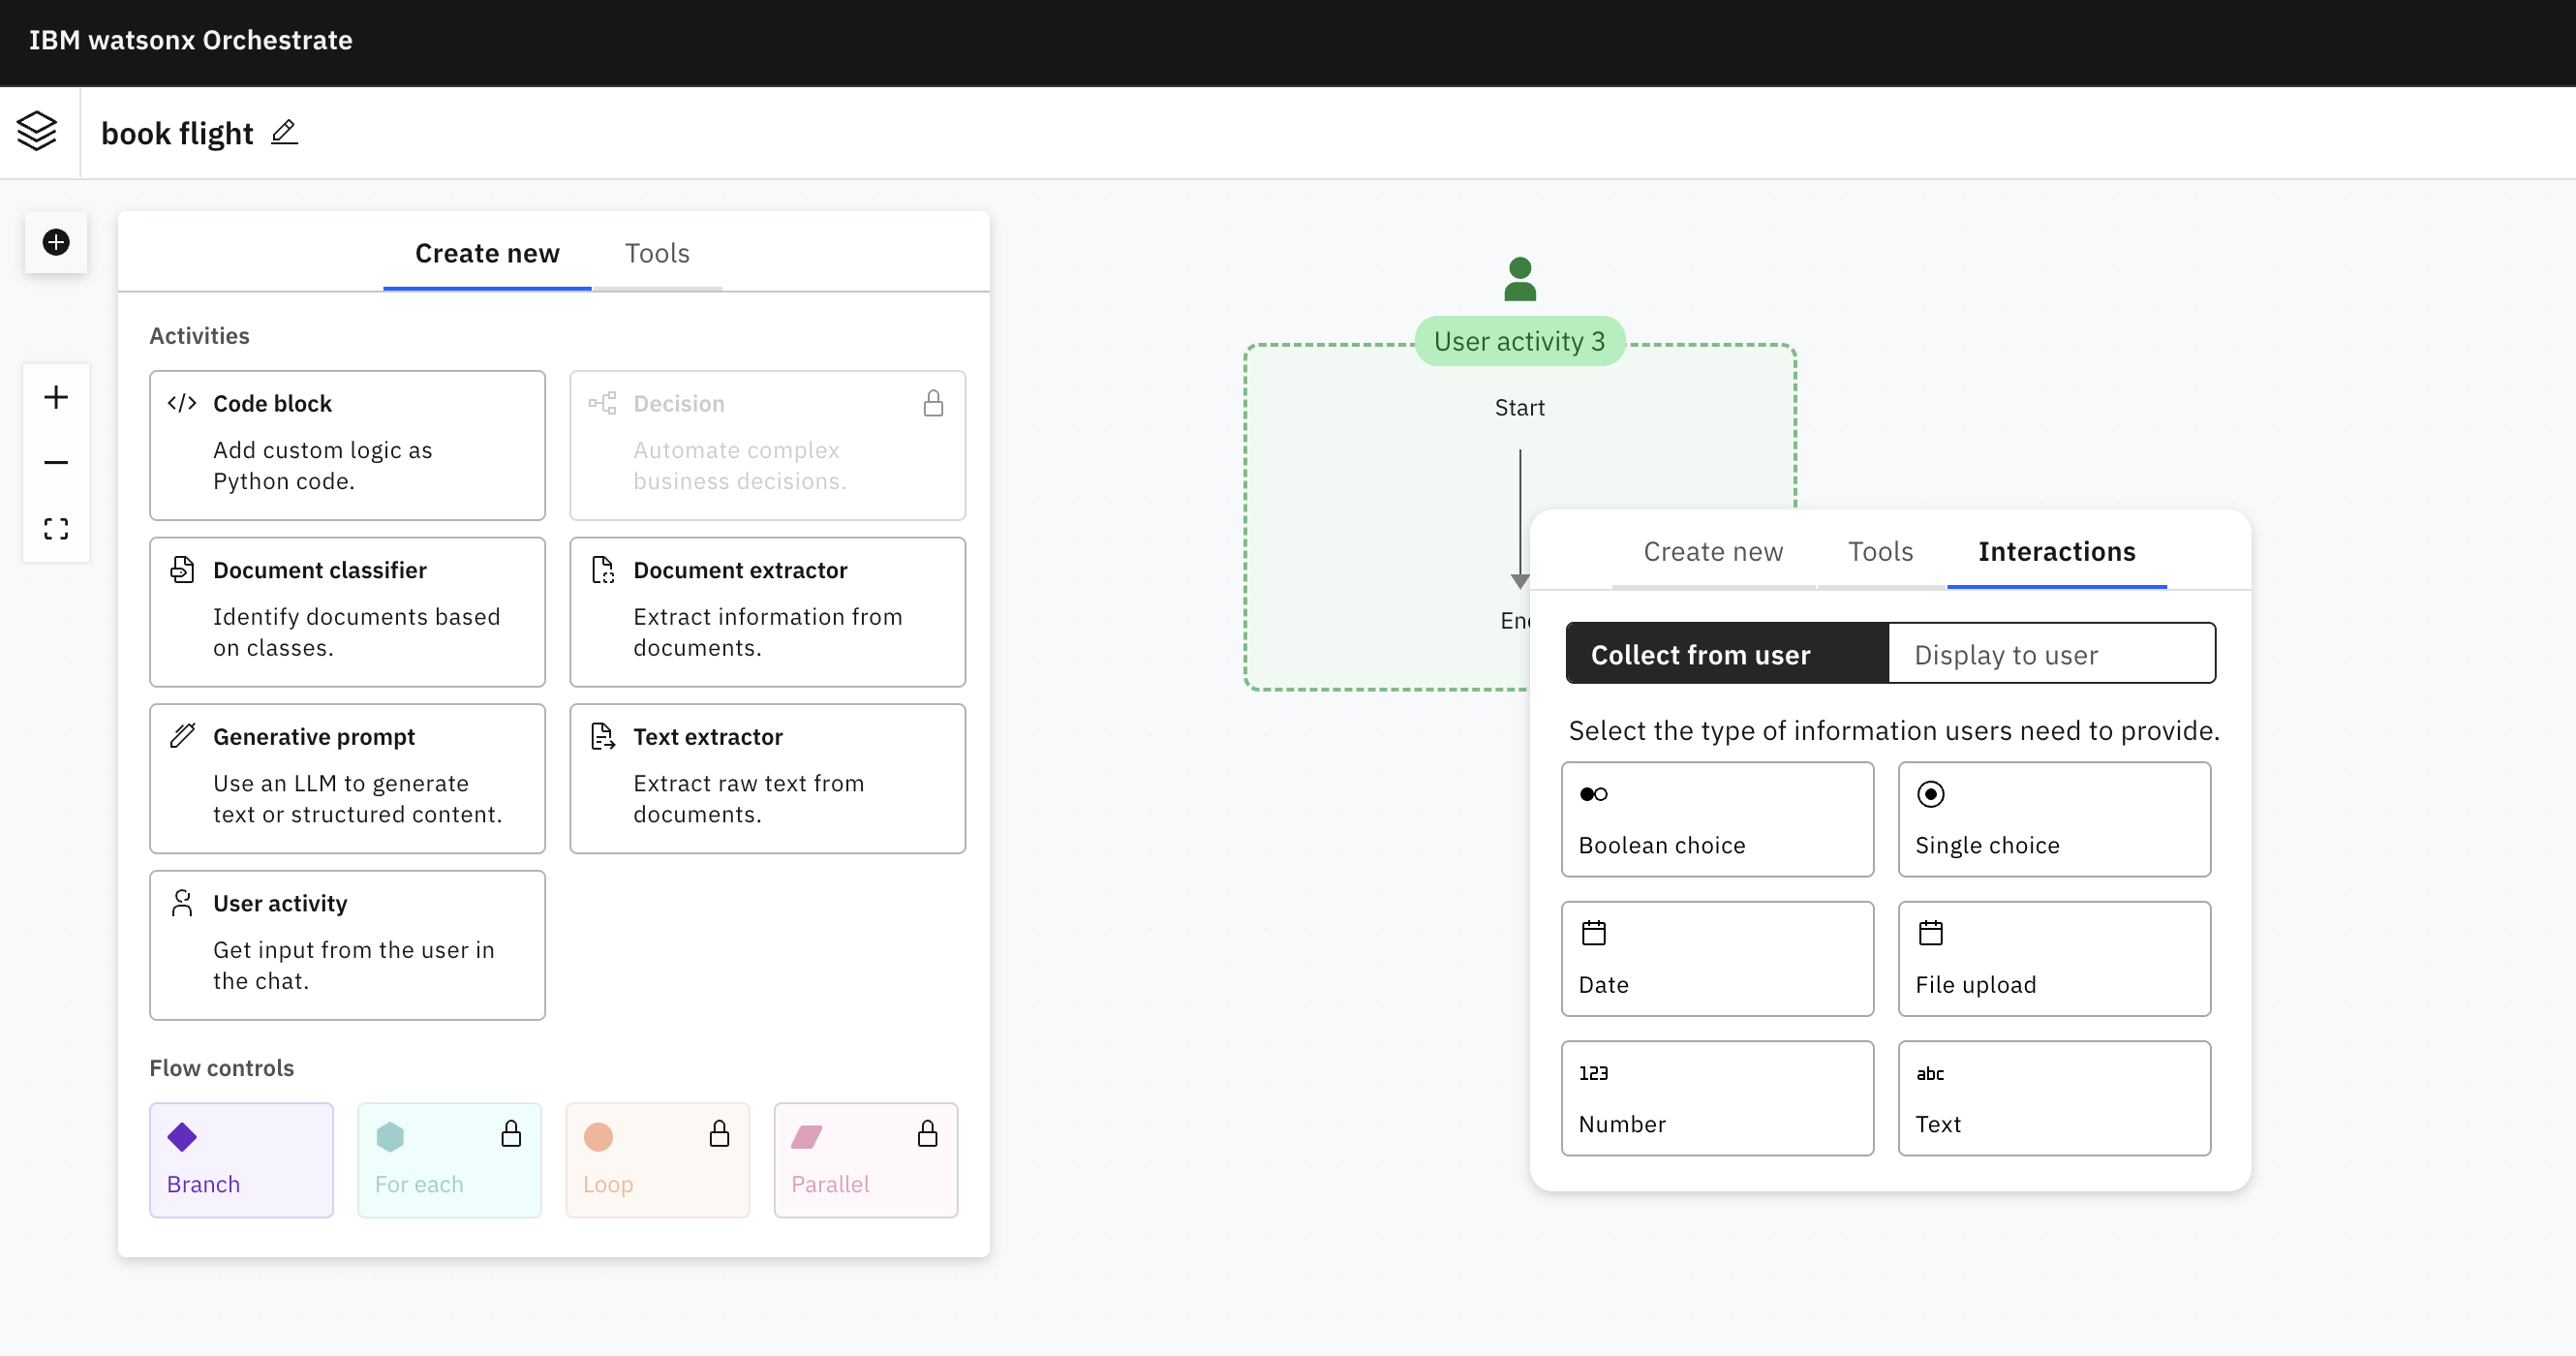 IBM watsonx Orchestrate
book flight
Create new
Tools
Activities
Code block
Add custom logic as
Python code.
Decision
Automate complex
business decisions.
Document classifier
Identify documents based
on classes.
Document extractor
Extract information from
documents.
Generative prompt
Use an LLM to generate
text or structured content.
Text extractor
Extract raw text from
documents.
User activity
Get input from the user in
the chat.
Flow controls
Branch
For each
Loop
Parallel
User activity 3
Start
Create new
Tools
Interactions
Collect from user
Display to user
Select the type of information users need to provide.
Boolean choice
Single choice
Date
File upload
123
Number
abc
Text